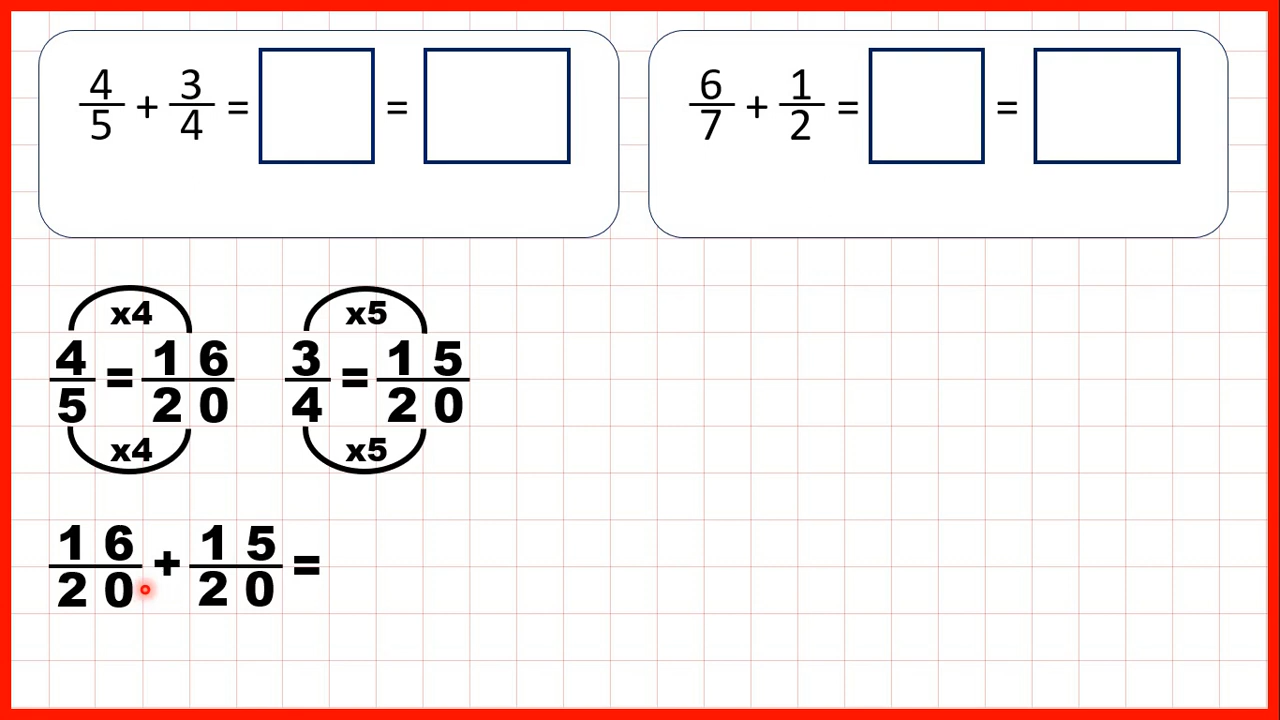 4/5 + 3/4 = =
6/7 + 1/2 = =
x4 x5
4/5 = 16/20 3/4 = 15/20
x4 x5
16/20 + 15/20 =